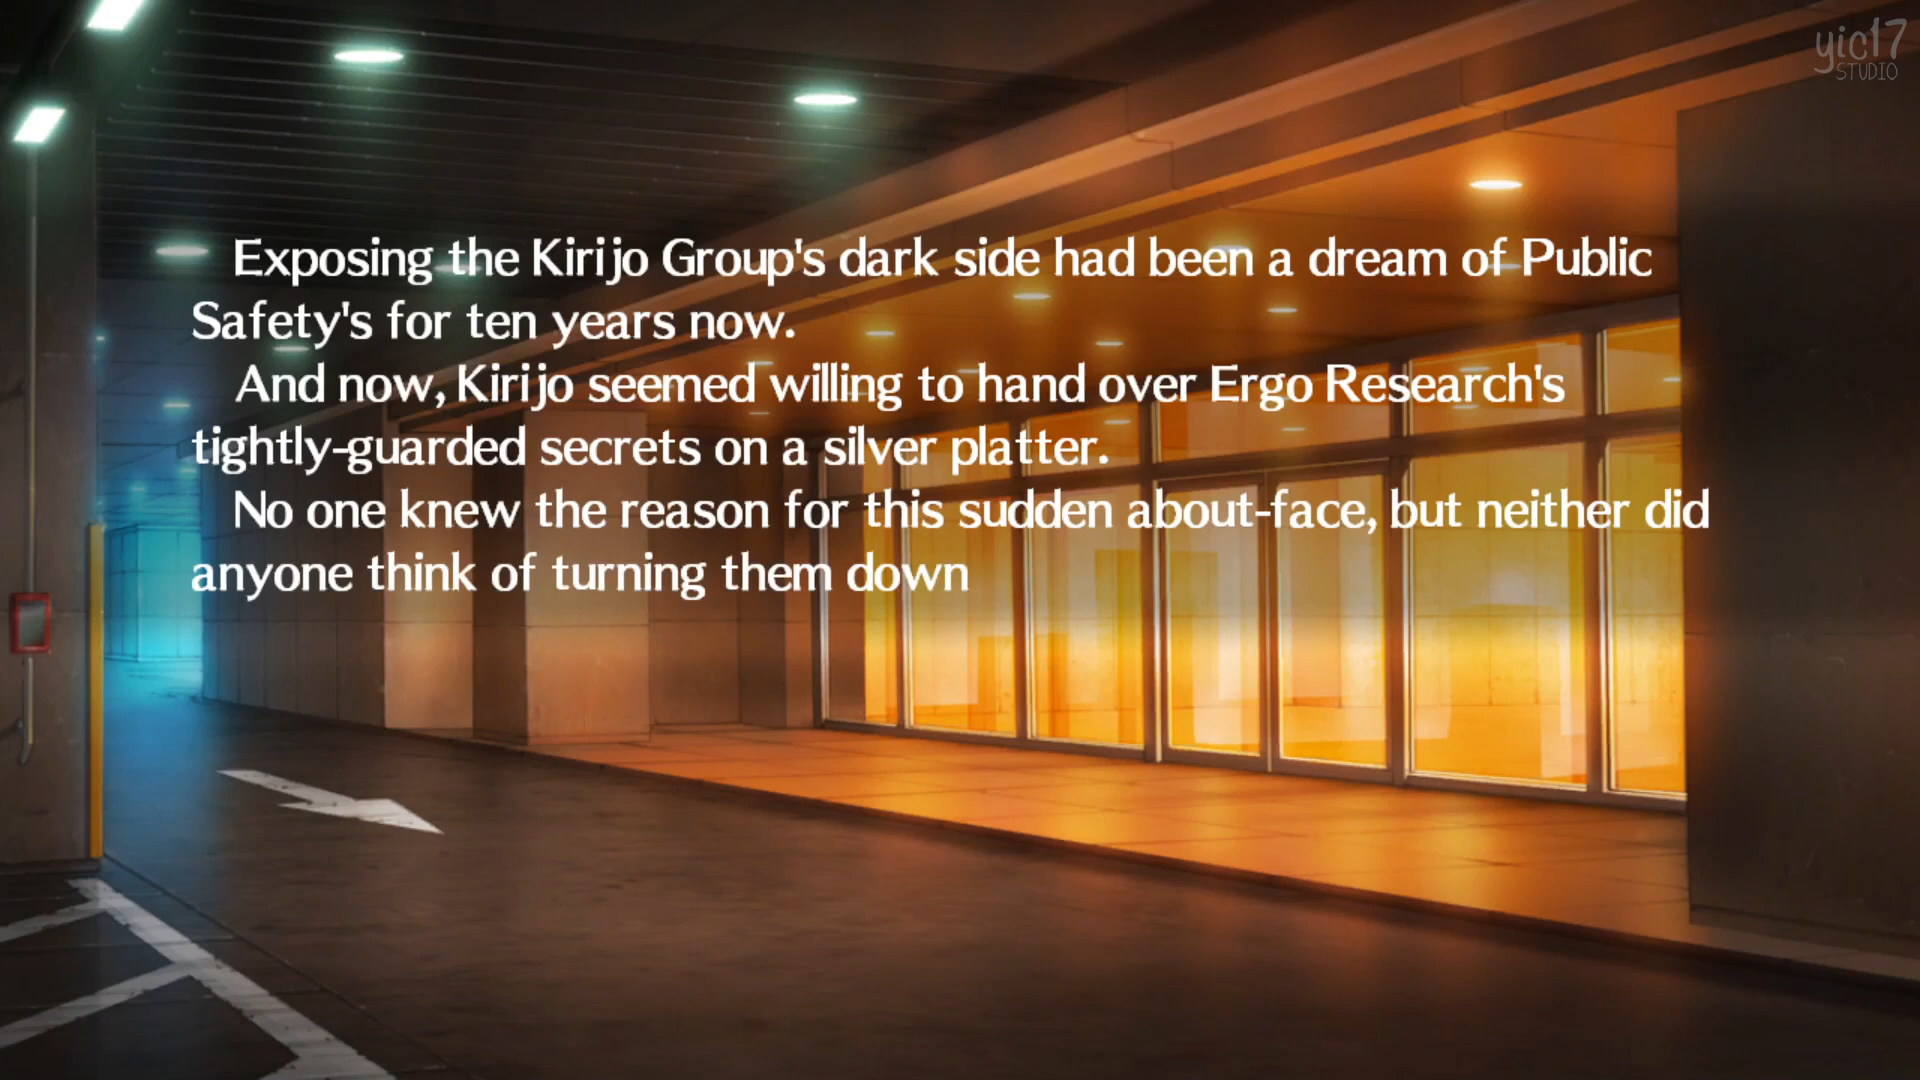 yic17
STUDIO
Exposing the Kirijo Group's dark side had been a dream of Public
Safety's for ten years now.
And now, Kirijo seemed willing to hand over Ergo Research's
tightly-guarded secrets on a silver platter.
No one knew the reason for this sudden about-face, but neither did
anyone think of turning them down